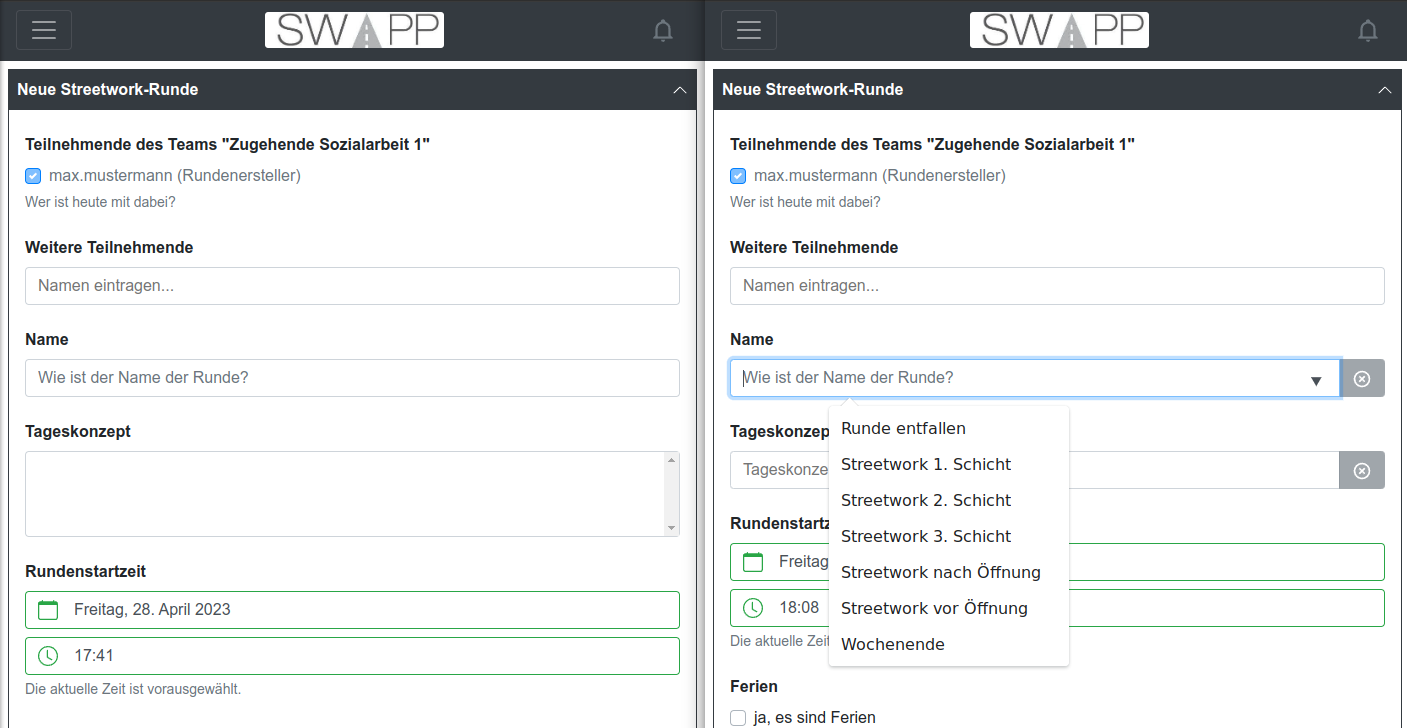 SWAPP
Neue Streetwork-Runde
Teilnehmende des Teams "Zugehende Sozialarbeit 1"
max.mustermann (Rundenersteller)
Wer ist heute mit dabei?
Weitere Teilnehmende
Namen eintragen...
Name
Wie ist der Name der Runde?
Tageskonzept
Rundenstartzeit
Freitag, 28. April 2023
17:41
Die aktuelle Zeit ist vorausgewählt.
SWAPP
Neue Streetwork-Runde
Teilnehmende des Teams "Zugehende Sozialarbeit 1"
max.mustermann (Rundenersteller)
Wer ist heute mit dabei?
Weitere Teilnehmende
Namen eintragen...
Name
Wie ist der Name der Runde?
Runde entfallen
Streetwork 1. Schicht
Streetwork 2. Schicht
Streetwork 3. Schicht
Streetwork nach Öffnung
Streetwork vor Öffnung
Wochenende
Tageskonzep
Tageskonze
Rundenstartz
Freitag
18:08
Die aktuelle Zeit
Ferien
ja, es sind Ferien